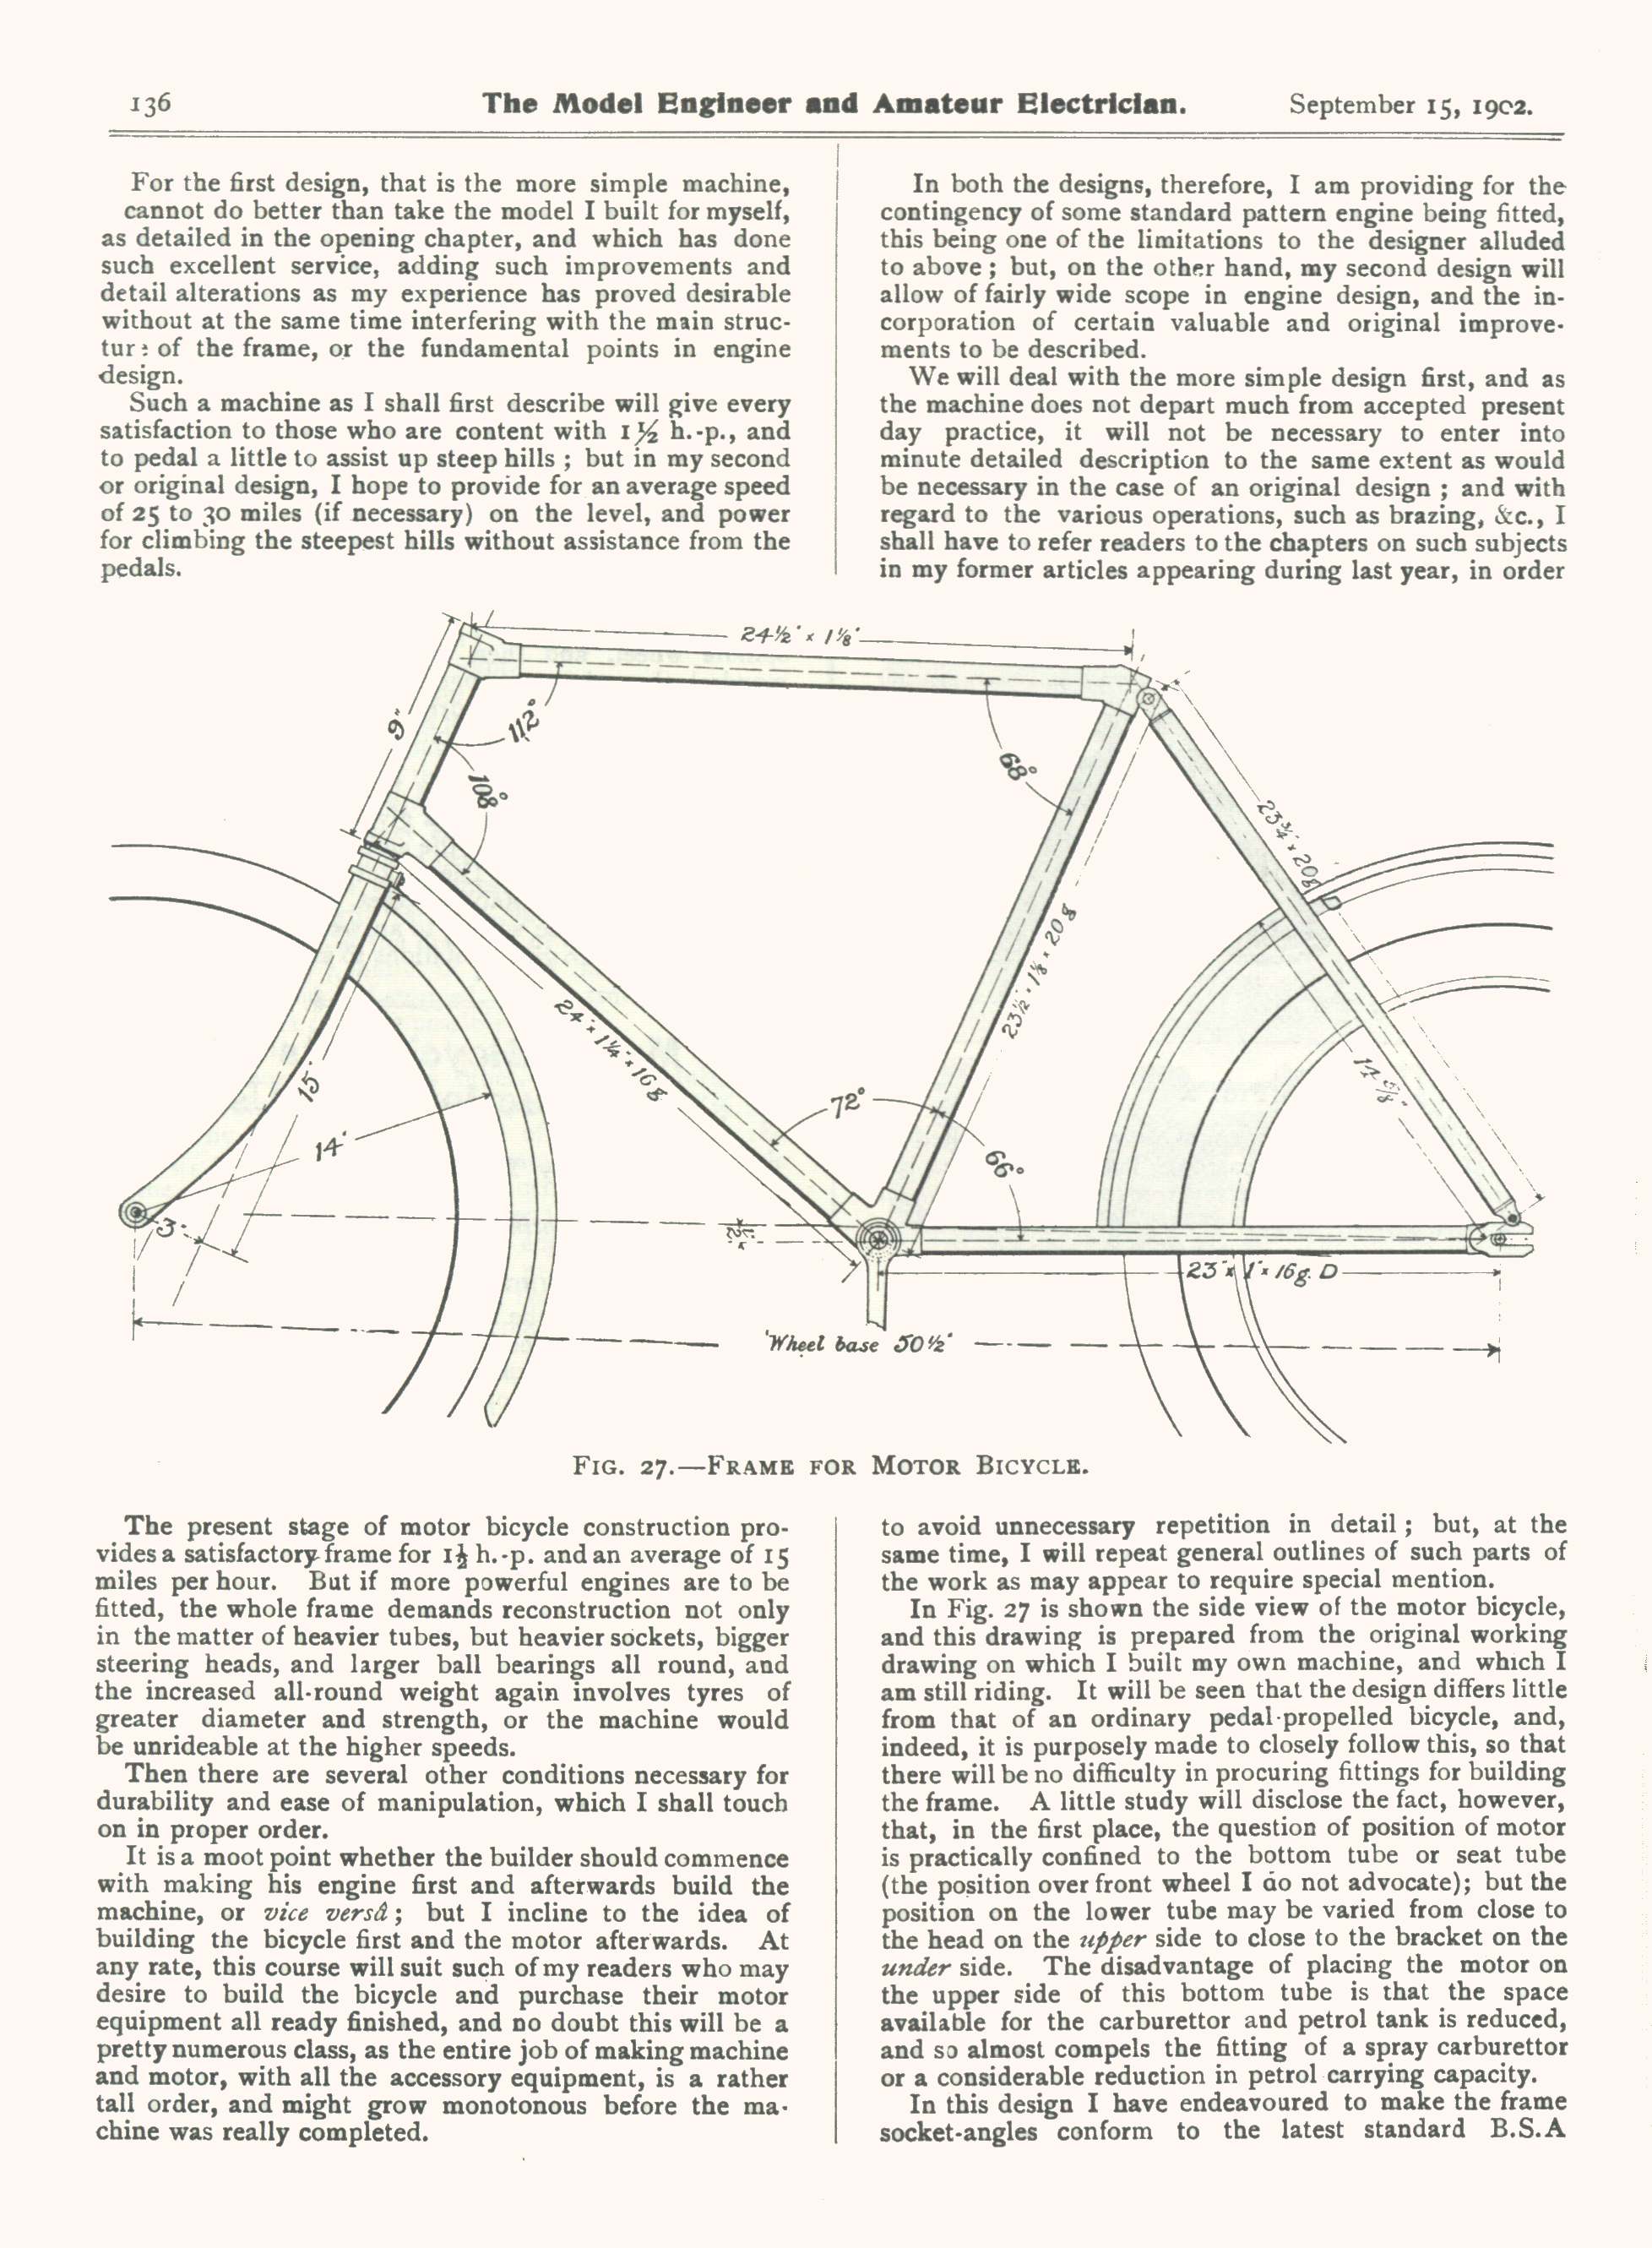 136
The Model Engineer and Amateur Electrician.
September 15, 1902.
For the first design, that is the more simple machine,
cannot do better than take the model I built for myself,
as detailed in the opening chapter, and which has done
such excellent service, adding such improvements and
detail alterations as my experience has proved desirable
without at the same time interfering with the main struc-
ture of the frame, or the fundamental points in engine
design.
Such a machine as I shall first describe will give every
satisfaction to those who are content with 1½ h.-p., and
to pedal a little to assist up steep hills ; but in my second
or original design, I hope to provide for an average speed
of 25 to 30 miles (if necessary) on the level, and power
for climbing the steepest hills without assistance from the
pedals.
In both the designs, therefore, I am providing for the
contingency of some standard pattern engine being fitted,
this being one of the limitations to the designer alluded
to above ; but, on the other hand, my second design will
allow of fairly wide scope in engine design, and the in-
corporation of certain valuable and original improve-
ments to be described.
We will deal with the more simple design first, and as
the machine does not depart much from accepted present
day practice, it will not be necessary to enter into
minute detailed description to the same extent as would
be necessary in the case of an original design ; and with
regard to the various operations, such as brazing, &c., I
shall have to refer readers to the chapters on such subjects
in my former articles appearing during last year, in order
24½" × 1⅛"
9"
112°
108°
68°
23¾ × 20g D
24" × 1¼" × 16g
23½" × 1⅛ × 20g
15"
14"
3"
72°
66°
14⅝"
½"
23" × 1" × 16g. D
Wheel base 50½"
FIG. 27.—FRAME FOR MOTOR BICYCLE.
The present stage of motor bicycle construction pro-
vides a satisfactory frame for 1½ h.-p. and an average of 15
miles per hour. But if more powerful engines are to be
fitted, the whole frame demands reconstruction not only
in the matter of heavier tubes, but heavier sockets, bigger
steering heads, and larger ball bearings all round, and
the increased all-round weight again involves tyres of
greater diameter and strength, or the machine would
be unrideable at the higher speeds.
Then there are several other conditions necessary for
durability and ease of manipulation, which I shall touch
on in proper order.
It is a moot point whether the builder should commence
with making his engine first and afterwards build the
machine, or vice versâ ; but I incline to the idea of
building the bicycle first and the motor afterwards. At
any rate, this course will suit such of my readers who may
desire to build the bicycle and purchase their motor
equipment all ready finished, and no doubt this will be a
pretty numerous class, as the entire job of making machine
and motor, with all the accessory equipment, is a rather
tall order, and might grow monotonous before the ma-
chine was really completed.
to avoid unnecessary repetition in detail ; but, at the
same time, I will repeat general outlines of such parts of
the work as may appear to require special mention.
In Fig. 27 is shown the side view of the motor bicycle,
and this drawing is prepared from the original working
drawing on which I built my own machine, and which I
am still riding. It will be seen that the design differs little
from that of an ordinary pedal-propelled bicycle, and,
indeed, it is purposely made to closely follow this, so that
there will be no difficulty in procuring fittings for building
the frame. A little study will disclose the fact, however,
that, in the first place, the question of position of motor
is practically confined to the bottom tube or seat tube
(the position over front wheel I do not advocate); but the
position on the lower tube may be varied from close to
the head on the upper side to close to the bracket on the
under side. The disadvantage of placing the motor on
the upper side of this bottom tube is that the space
available for the carburettor and petrol tank is reduced,
and so almost compels the fitting of a spray carburettor
or a considerable reduction in petrol carrying capacity.
In this design I have endeavoured to make the frame
socket-angles conform to the latest standard B.S.A